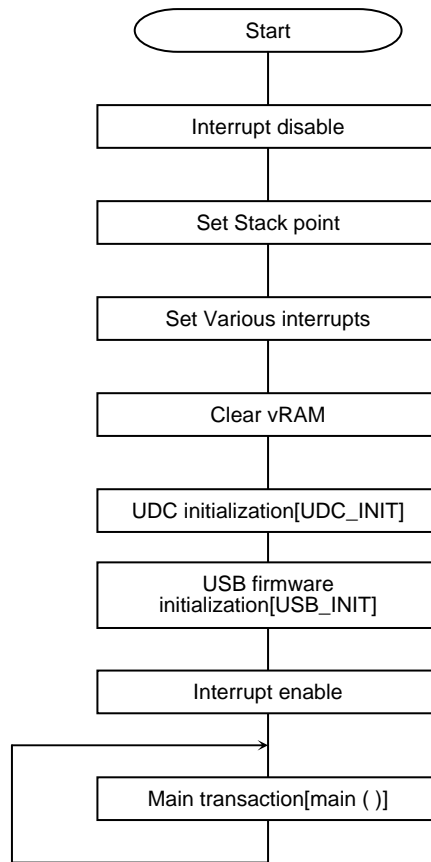 Start
Interrupt disable
Set Stack point
Set Various interrupts
Clear vRAM
UDC initialization[UDC_INIT]
USB firmware
initialization[USB_INIT]
Interrupt enable
Main transaction[main ( )]